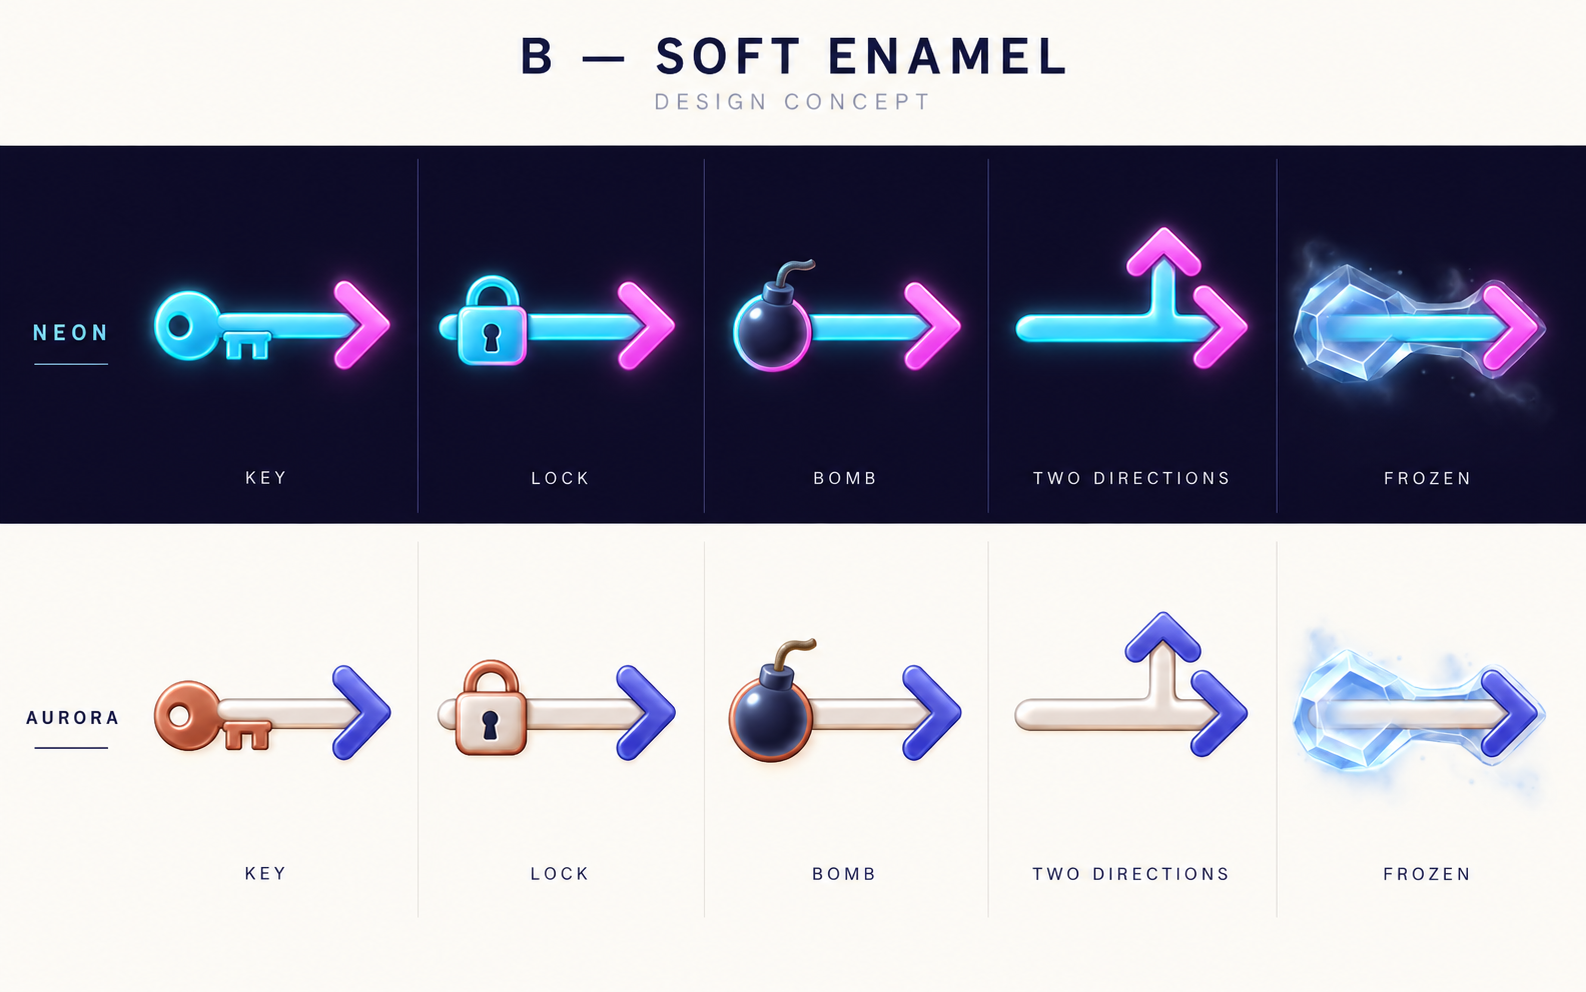 B — SOFT ENAMEL
DESIGN CONCEPT
NEON
KEY
LOCK
BOMB
TWO DIRECTIONS
FROZEN
AURORA
KEY
LOCK
BOMB
TWO DIRECTIONS
FROZEN